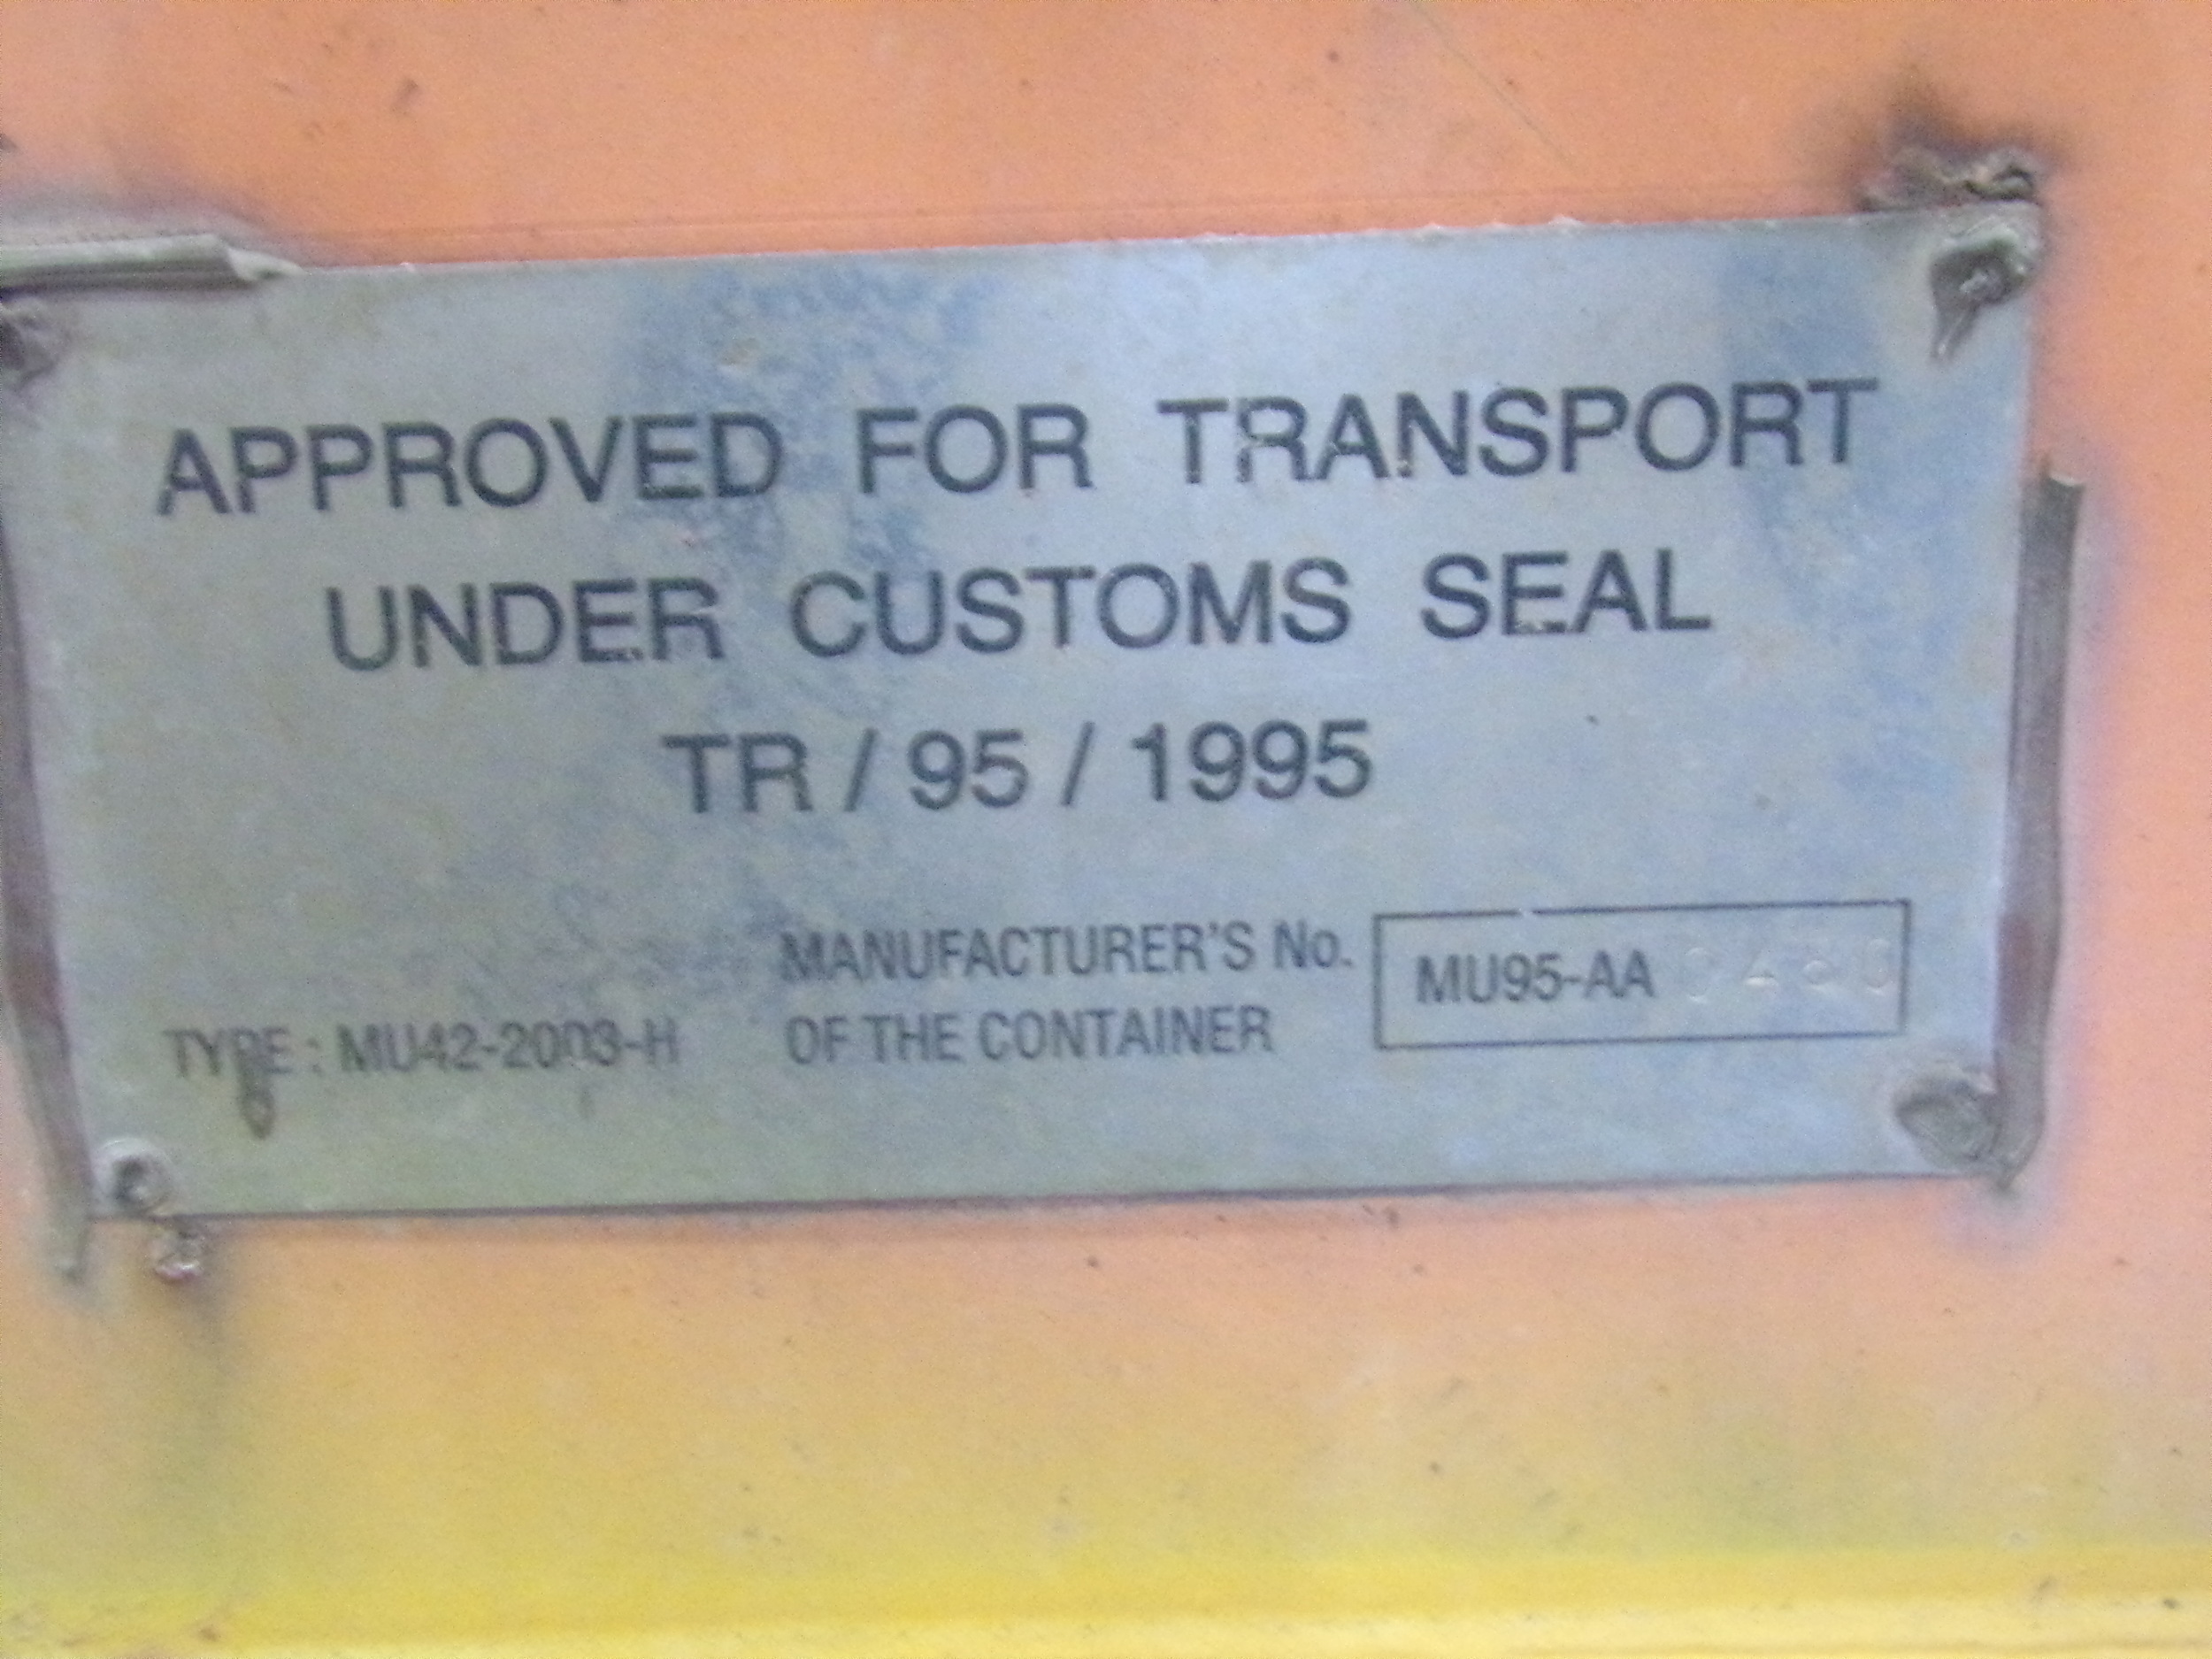 APPROVED FOR TRANSPORT
UNDER CUSTOMS SEAL
TR / 95 / 1995
MANUFACTURER'S No.
OF THE CONTAINER
MU95-AA
TYPE : MU42-2003-H